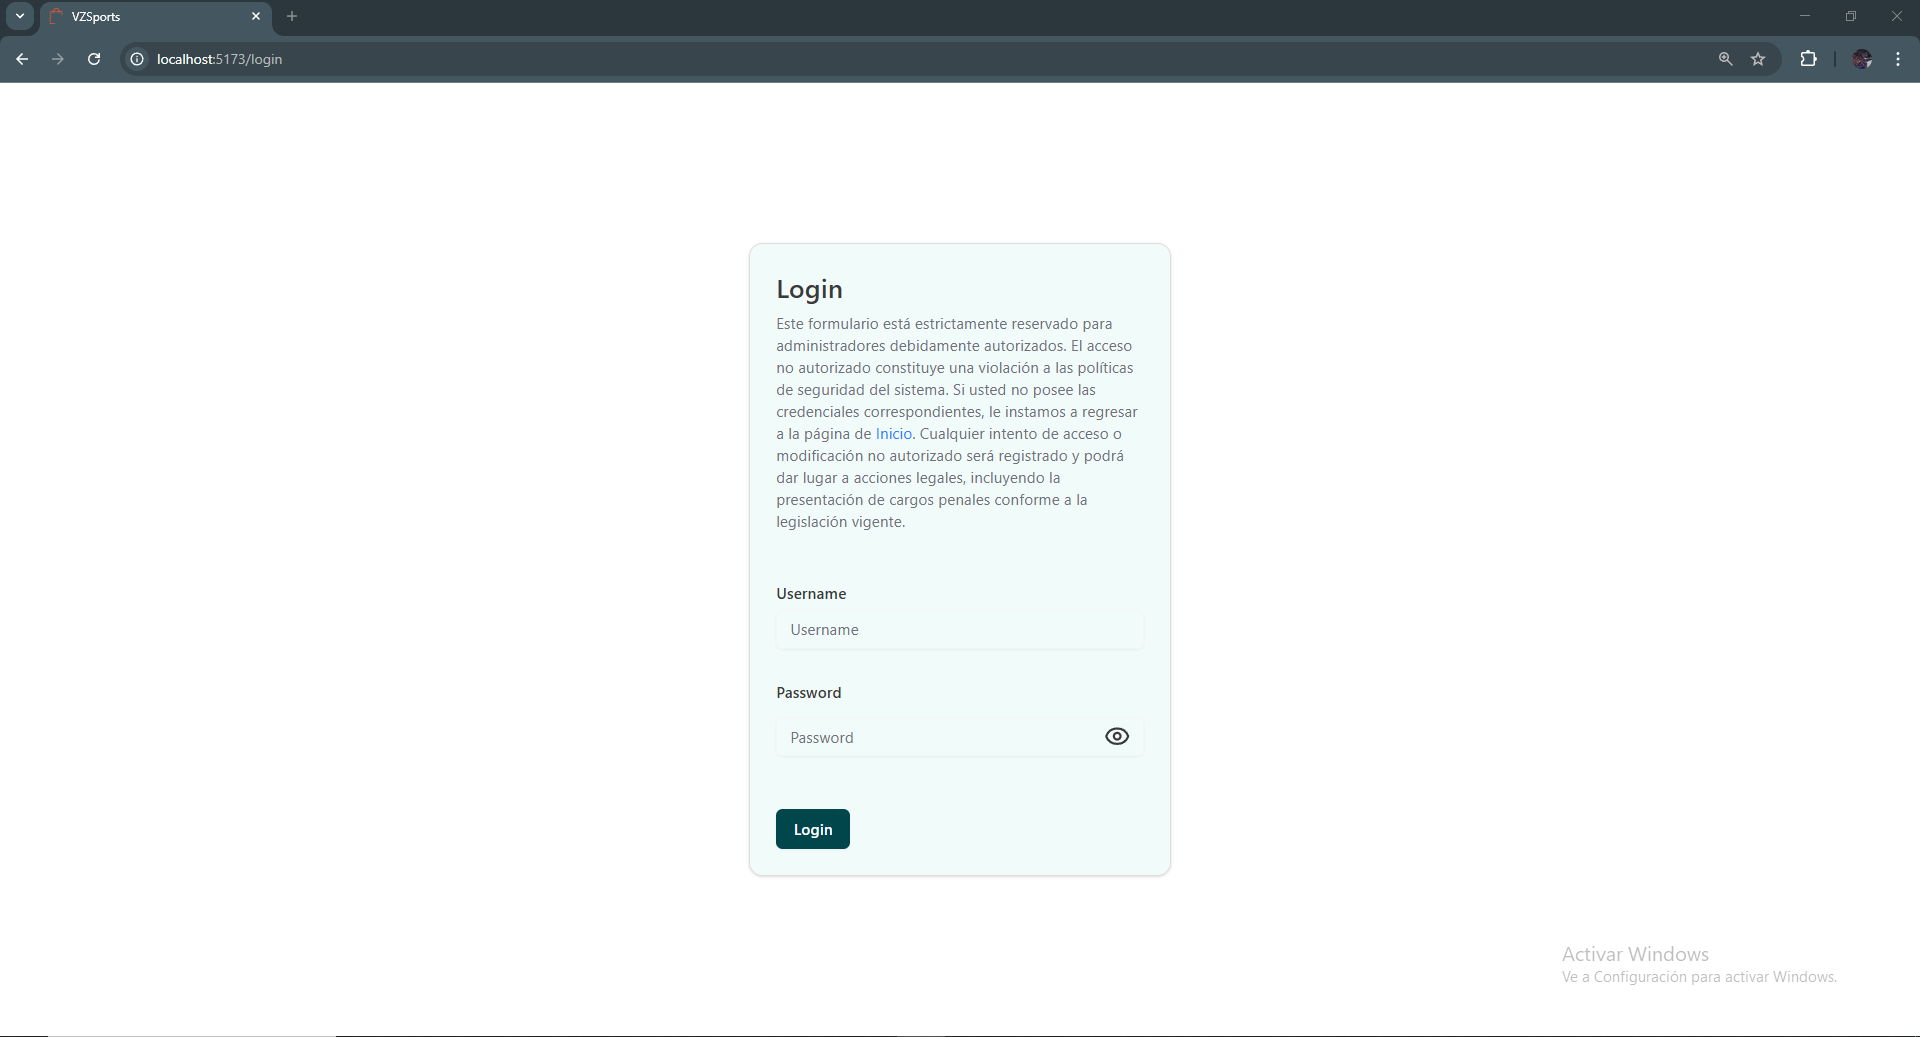 VZSports
localhost:5173/login
Login
Este formulario está estrictamente reservado para
administradores debidamente autorizados. El acceso
no autorizado constituye una violación a las políticas
de seguridad del sistema. Si usted no posee las
credenciales correspondientes, le instamos a regresar
a la página de Inicio. Cualquier intento de acceso o
modificación no autorizado será registrado y podrá
dar lugar a acciones legales, incluyendo la
presentación de cargos penales conforme a la
legislación vigente.
Username
Username
Password
Password
Login
Activar Windows
Ve a Configuración para activar Windows.